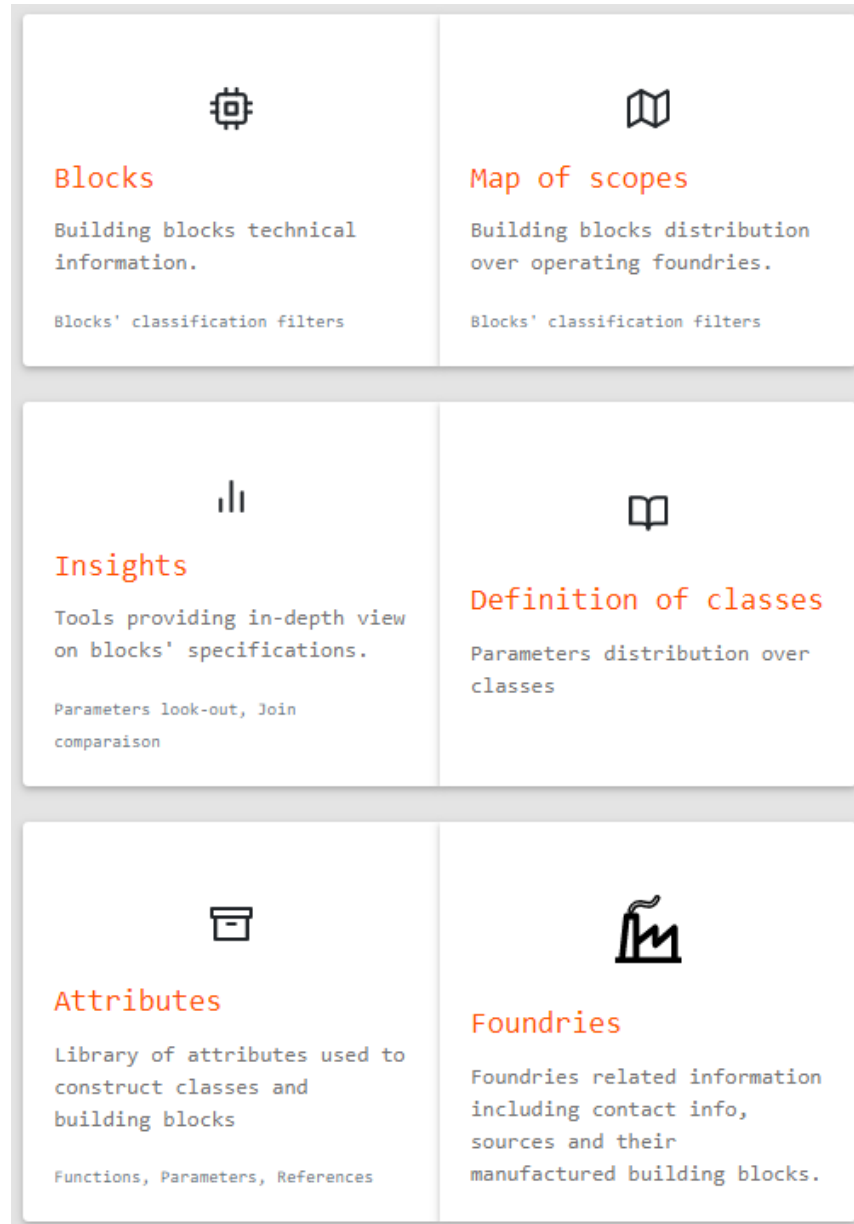 Blocks
Building blocks technical
information.
Blocks' classification filters
Map of scopes
Building blocks distribution
over operating foundries.
Blocks' classification filters
Insights
Tools providing in-depth view
on blocks' specifications.
Parameters look-out, Join
comparaison
Definition of classes
Parameters distribution over
classes
Attributes
Library of attributes used to
construct classes and
building blocks
Functions, Parameters, References
Foundries
Foundries related information
including contact info,
sources and their
manufactured building blocks.